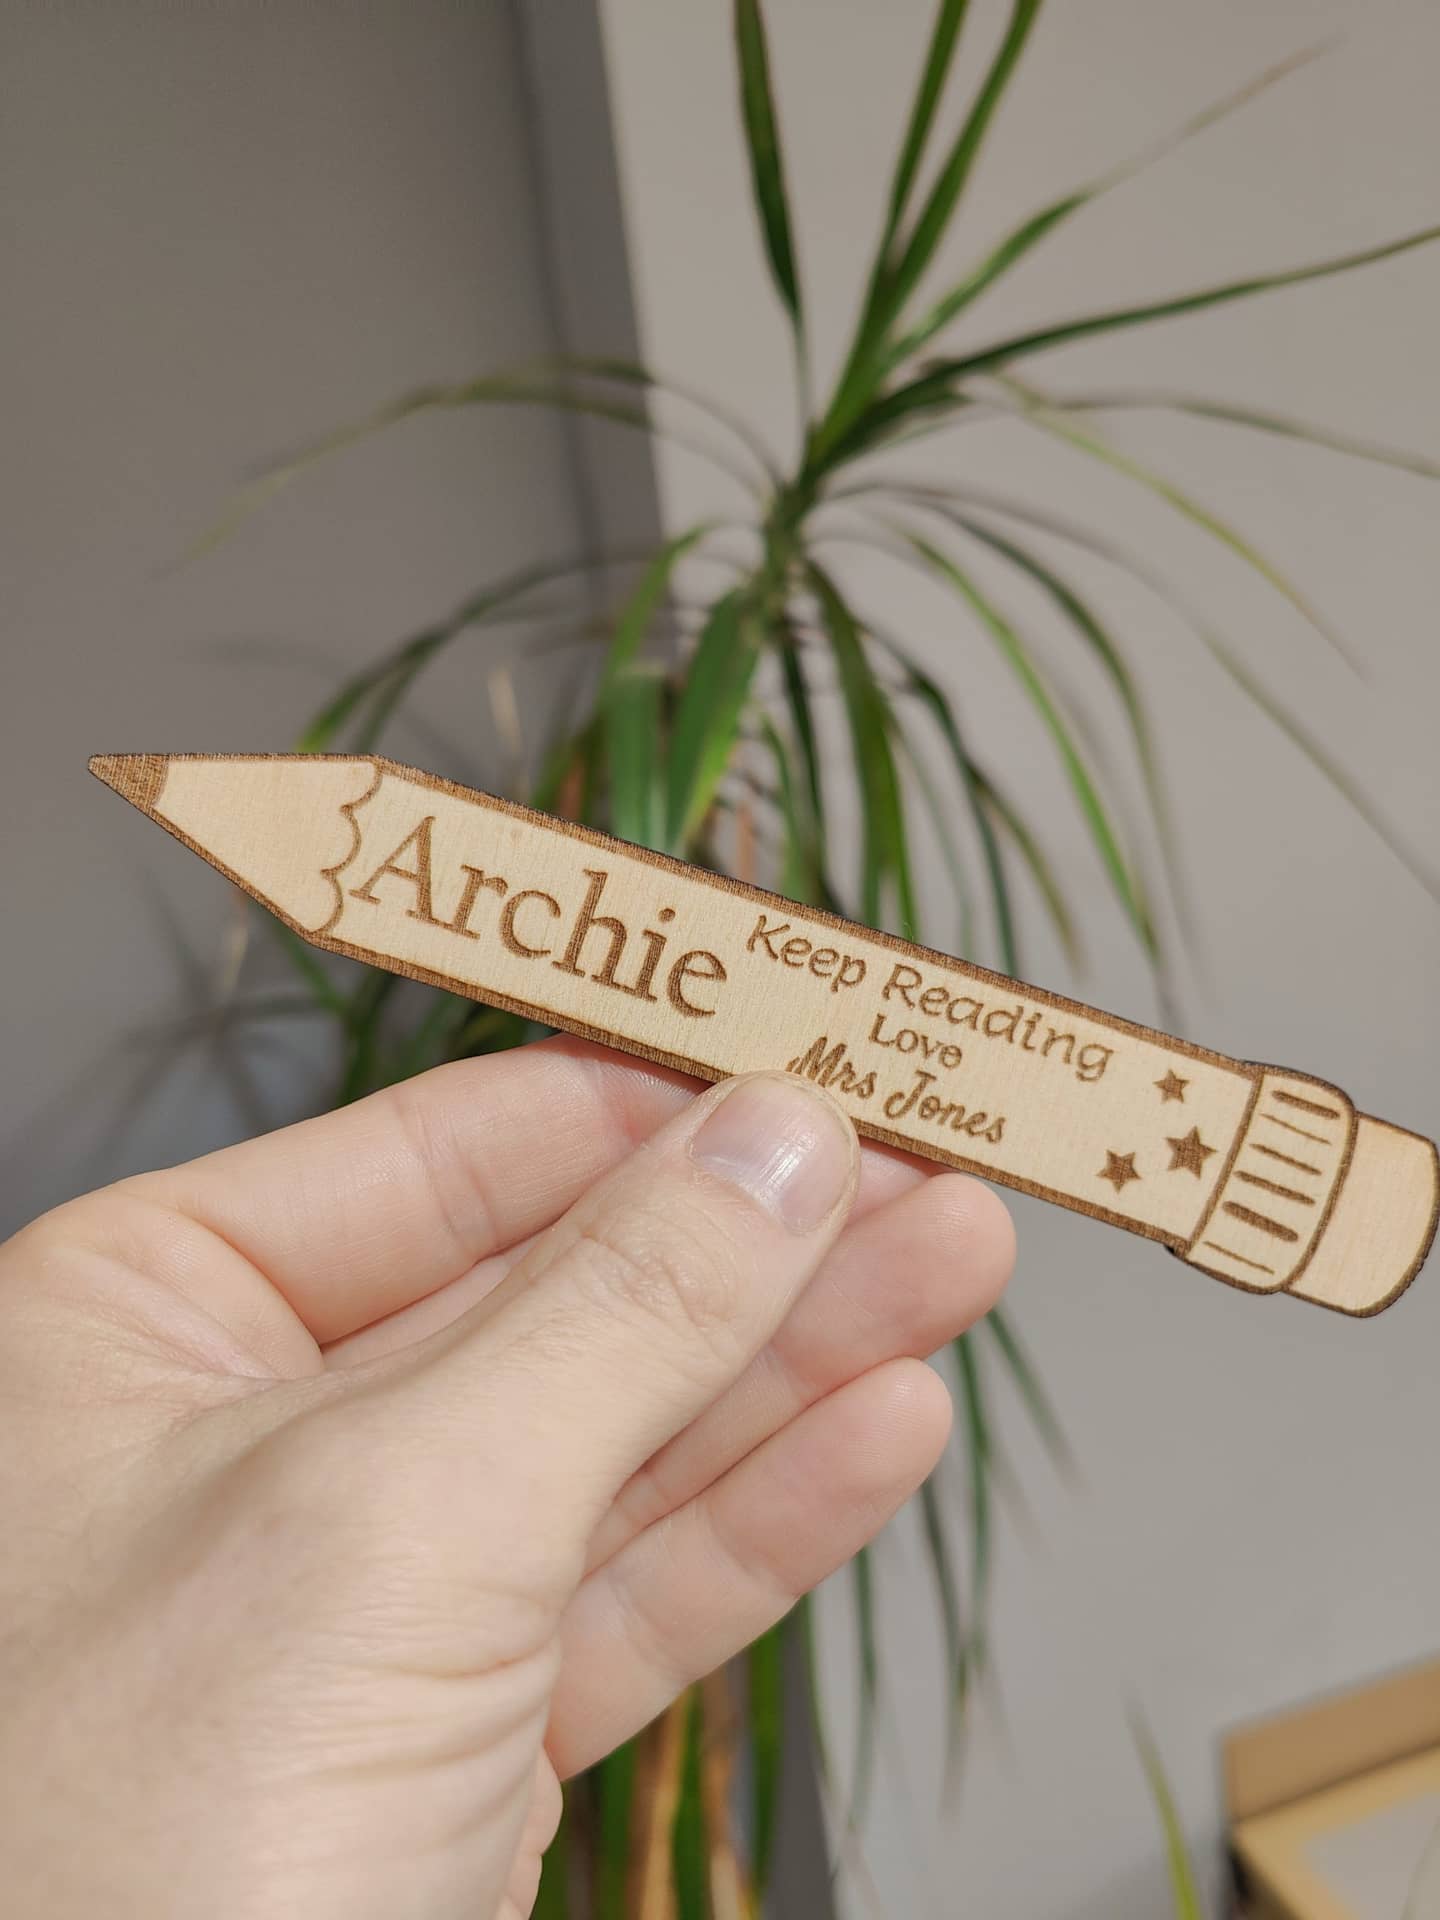 Archie
Keep Reading
Love
Mrs Jones